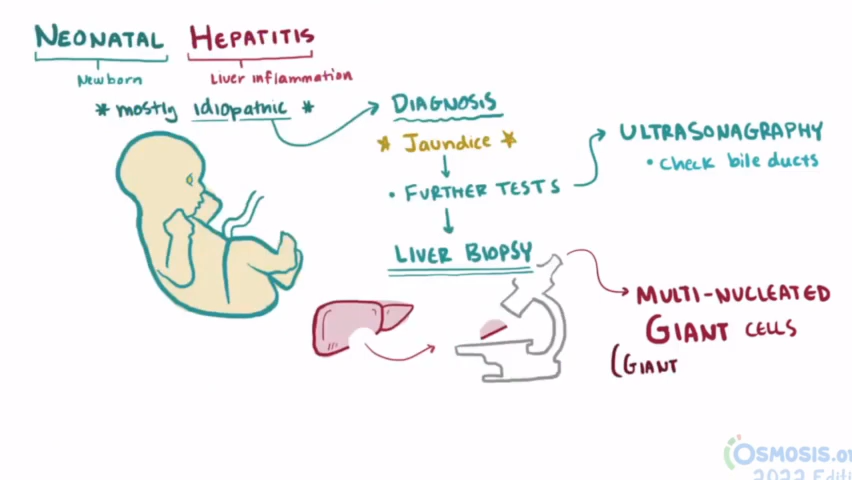 NEONATAL HEPATITIS
Newborn
Liver inflammation
* mostly idiopathic *
DIAGNOSIS
* Jaundice *
• FURTHER TESTS
LIVER BIOPSY
ULTRASONAGRAPHY
• check bile ducts
MULTI-NUCLEATED
GIANT CELLS
(GIANT
OSMOSIS.or
2022 Editi